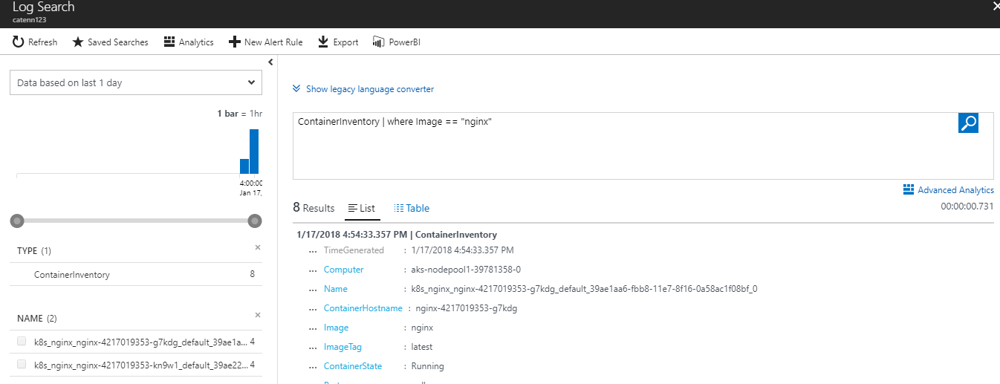 Log Search
catenn123
Refresh Saved Searches Analytics New Alert Rule Export PowerBI
Data based on last 1 day
1 bar = 1hr
4:00:00
Jan 17,
TYPE (1)
ContainerInventory 8
NAME (2)
k8s_nginx_nginx-4217019353-g7kdg_default_39ae1a... 4
k8s_nginx_nginx-4217019353-kn9w1_default_39ae22... 4
Show legacy language converter
ContainerInventory | where Image == "nginx"
Advanced Analytics
8 Results List Table 00:00:00.731
1/17/2018 4:54:33.357 PM | ContainerInventory
... TimeGenerated : 1/17/2018 4:54:33.357 PM
... Computer : aks-nodepool1-39781358-0
... Name : k8s_nginx_nginx-4217019353-g7kdg_default_39ae1aa6-fbb8-11e7-8f16-0a58ac1f08bf_0
... ContainerHostname : nginx-4217019353-g7kdg
... Image : nginx
... ImageTag : latest
... ContainerState : Running